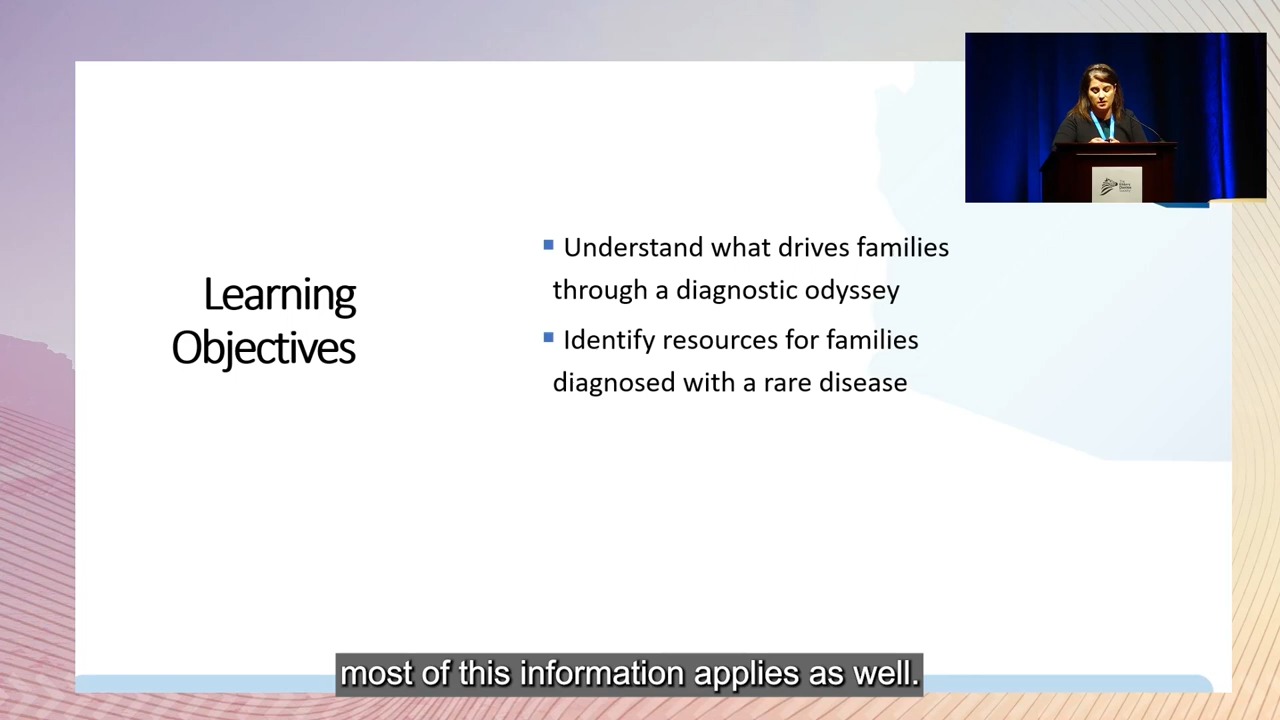 Learning
Objectives
Understand what drives families
through a diagnostic odyssey
Identify resources for families
diagnosed with a rare disease
most of this information applies as well.